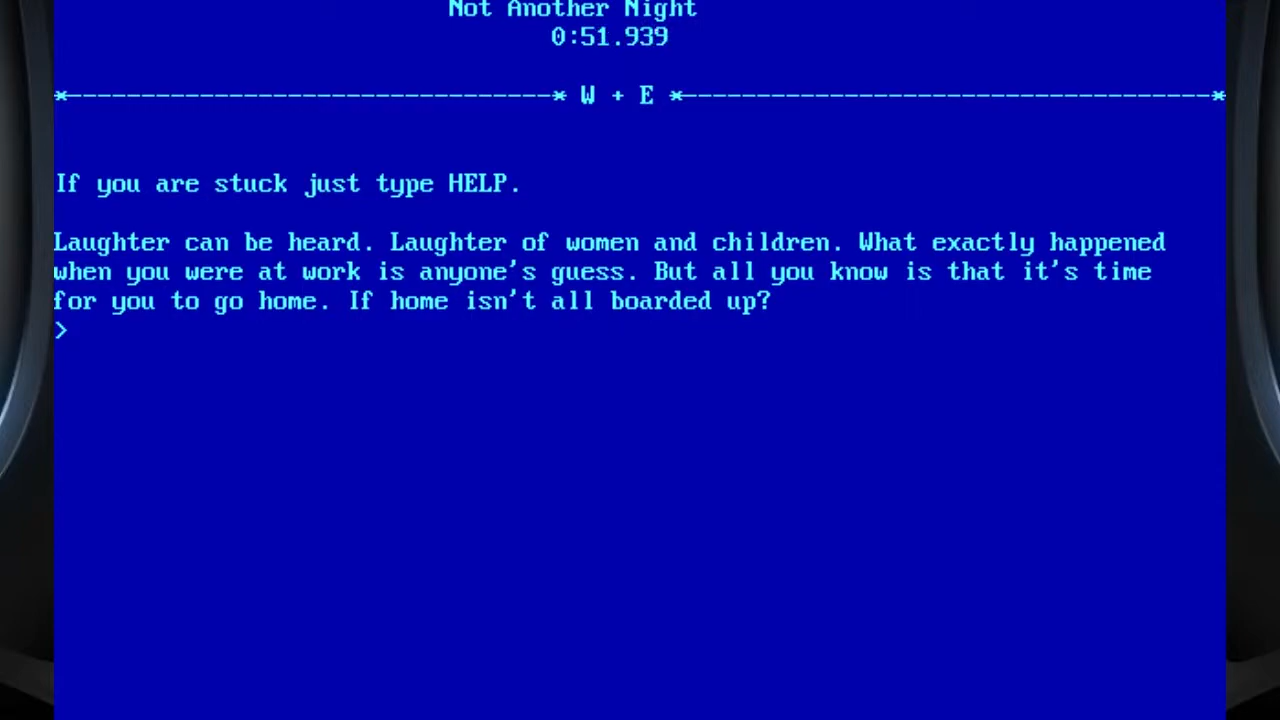 Not Another Night
0:51.939
*---------------------------------* W + E *------------------------------------*
If you are stuck just type HELP.
Laughter can be heard. Laughter of women and children. What exactly happened
when you were at work is anyone's guess. But all you know is that it's time
for you to go home. If home isn't all boarded up?
>